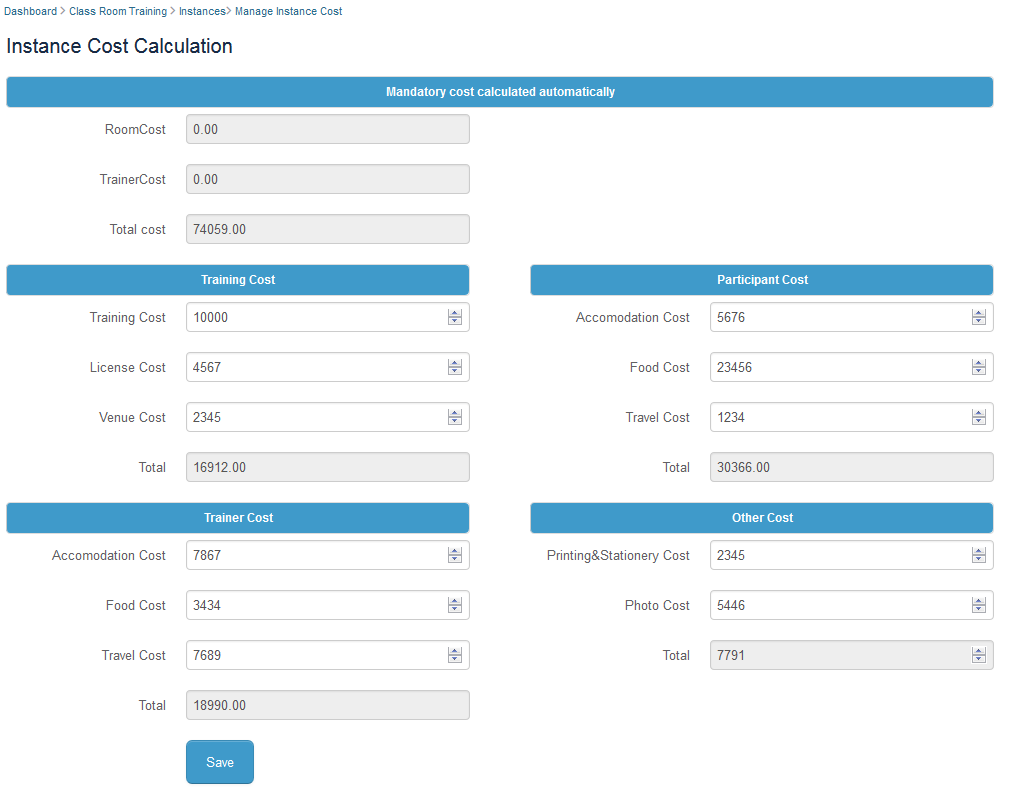 Dashboard > Class Room Training > Instances> Manage Instance Cost
Instance Cost Calculation
Mandatory cost calculated automatically
RoomCost 0.00
TrainerCost 0.00
Total cost 74059.00
Training Cost
Training Cost 10000
License Cost 4567
Venue Cost 2345
Total 16912.00
Participant Cost
Accomodation Cost 5676
Food Cost 23456
Travel Cost 1234
Total 30366.00
Trainer Cost
Accomodation Cost 7867
Food Cost 3434
Travel Cost 7689
Total 18990.00
Other Cost
Printing&Stationery Cost 2345
Photo Cost 5446
Total 7791
Save